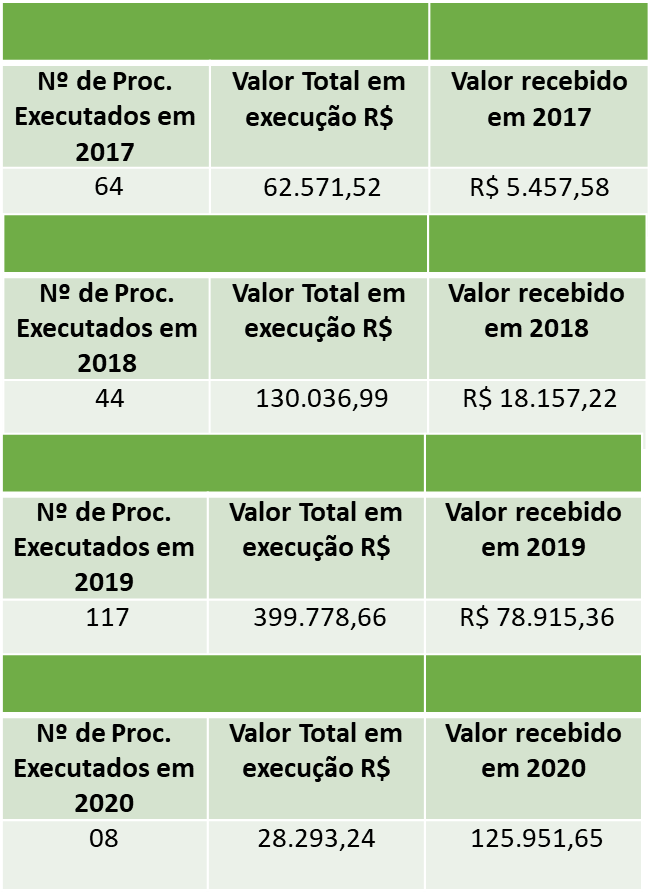 Nº de Proc. Executados em 2017
Valor Total em execução R$
Valor recebido em 2017
64
62.571,52
R$ 5.457,58
Nº de Proc. Executados em 2018
Valor Total em execução R$
Valor recebido em 2018
44
130.036,99
R$ 18.157,22
Nº de Proc. Executados em 2019
Valor Total em execução R$
Valor recebido em 2019
117
399.778,66
R$ 78.915,36
Nº de Proc. Executados em 2020
Valor Total em execução R$
Valor recebido em 2020
08
28.293,24
125.951,65